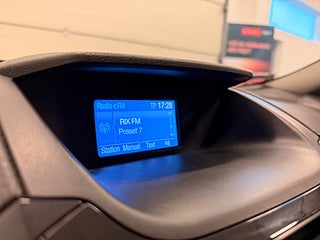 Radio <FM TP 17:28
RIX FM
Preset 7
Station Manual Text